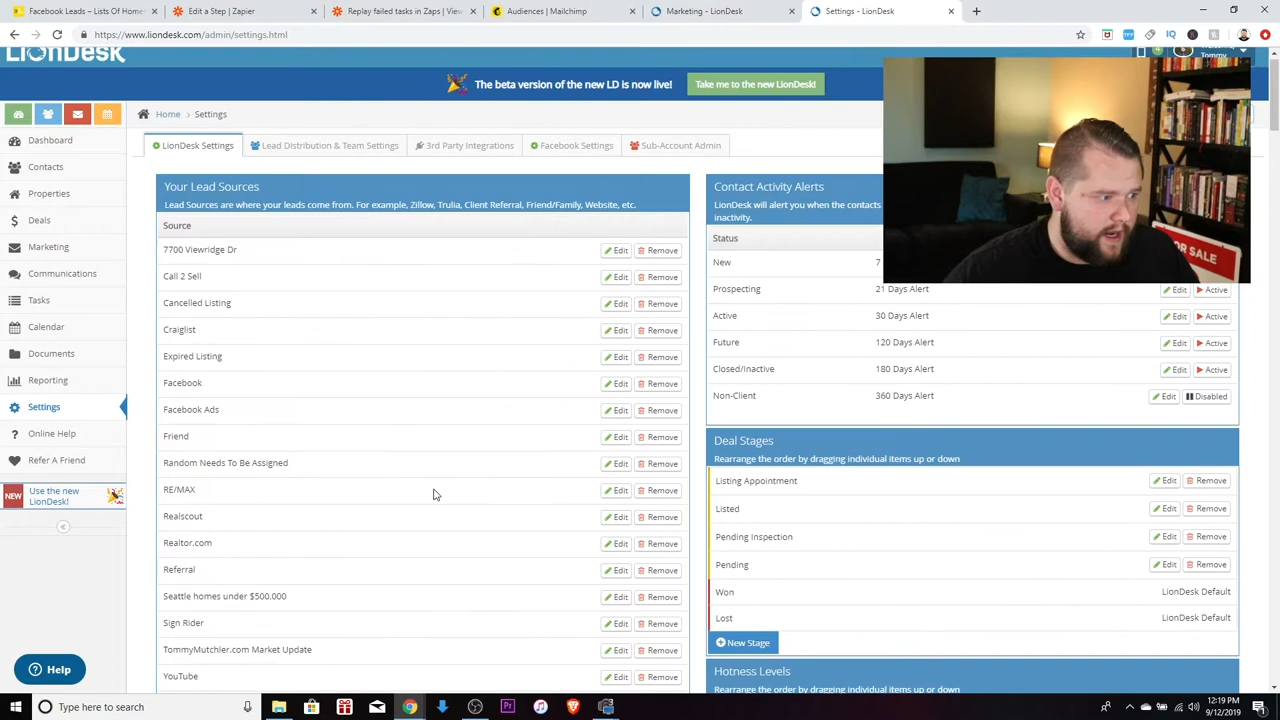 Facebook Leads – Lists Of Home
Edit a Step | Zapier
Replay failed tasks in Zaps | View
Audiences | Mailchimp
Marketing - LionDesk
Settings - LionDesk
https://www.liondesk.com/admin/settings.html
LionDesk
The beta version of the new LD is now live!
Take me to the new LionDesk!
Tommy
Home
Settings
LionDesk Settings
Lead Distribution & Team Settings
3rd Party Integrations
Facebook Settings
Sub-Account Admin
Dashboard
Contacts
Properties
Deals
Marketing
Communications
Tasks
Calendar
Documents
Reporting
Settings
Online Help
Refer A Friend
NEW
Use the new
LionDesk!
Help
Your Lead Sources
Lead Sources are where your leads come from. For example, Zillow, Trulia, Client Referral, Friend/Family, Website, etc.
Source
7700 Viewridge Dr Edit Remove
Call 2 Sell Edit Remove
Cancelled Listing Edit Remove
Craiglist Edit Remove
Expired Listing Edit Remove
Facebook Edit Remove
Facebook Ads Edit Remove
Friend Edit Remove
Random Needs To Be Assigned Edit Remove
RE/MAX Edit Remove
Realscout Edit Remove
Realtor.com Edit Remove
Referral Edit Remove
Seattle homes under $500.000 Edit Remove
Sign Rider Edit Remove
TommyMutchler.com Market Update Edit Remove
YouTube Edit Remove
Contact Activity Alerts
LionDesk will alert you when the contacts
inactivity.
Status
New 7
Prospecting 21 Days Alert Edit Active
Active 30 Days Alert Edit Active
Future 120 Days Alert Edit Active
Closed/Inactive 180 Days Alert Edit Active
Non-Client 360 Days Alert Edit Disabled
Deal Stages
Rearrange the order by dragging individual items up or down
Listing Appointment Edit Remove
Listed Edit Remove
Pending Inspection Edit Remove
Pending Edit Remove
Won LionDesk Default
Lost LionDesk Default
New Stage
Hotness Levels
Rearrange the order by dragging individual items up or down
FOR SALE
Type here to search
12:19 PM
9/12/2019